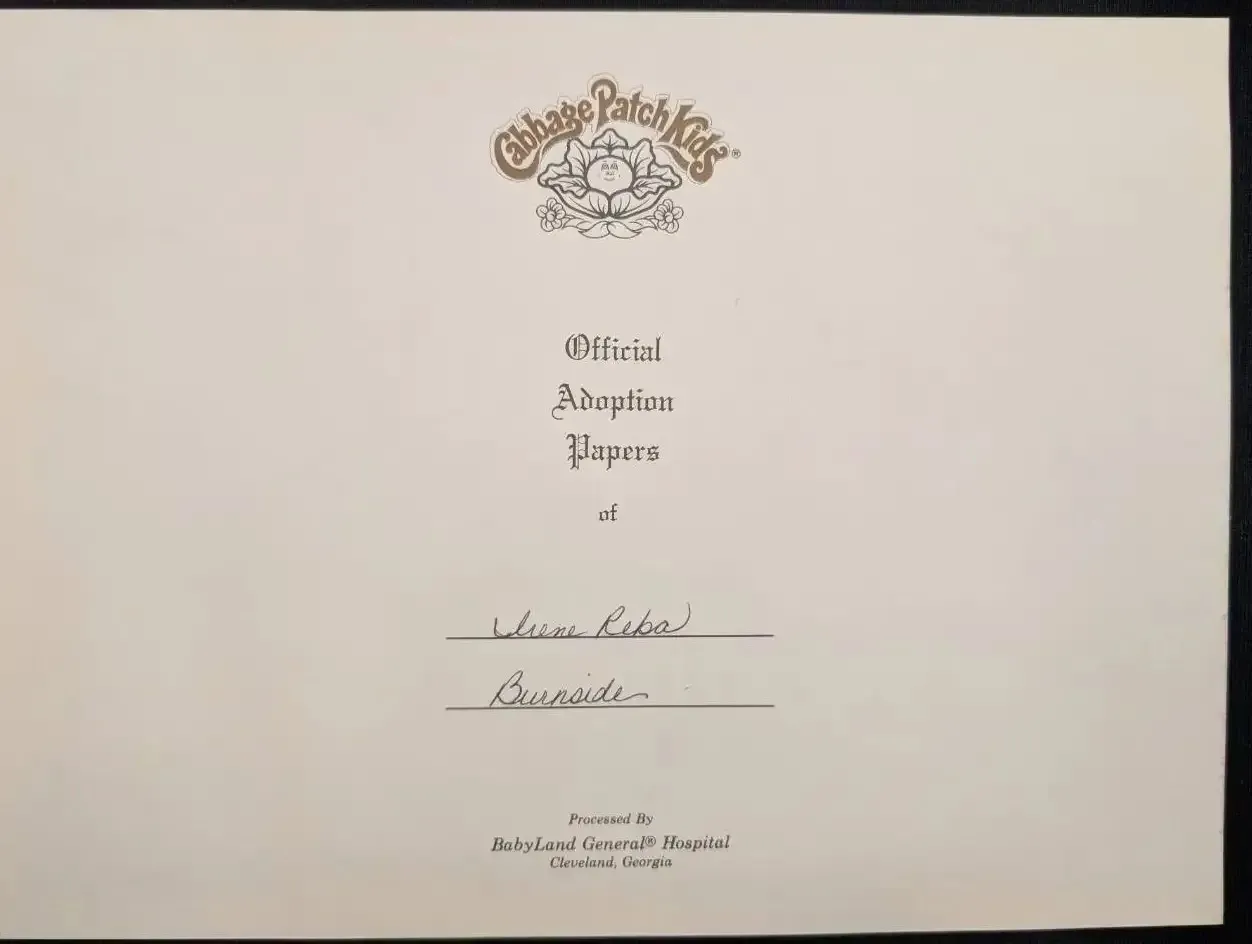 Cabbage Patch Kids®
Official
Adoption
Papers
of
Irene Reba
Burnside
Processed By
BabyLand General® Hospital
Cleveland, Georgia